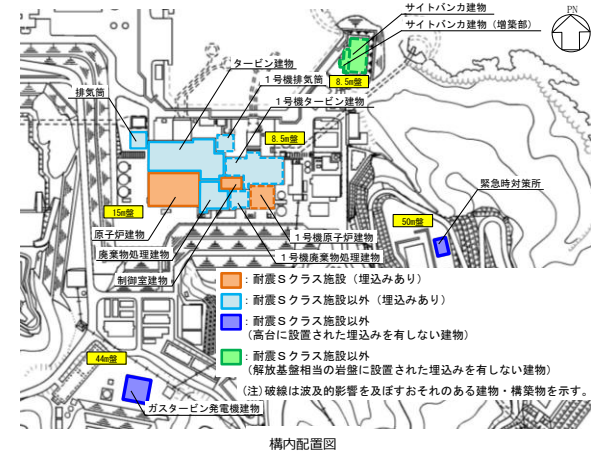 サイトバンカ建物
PN
サイトバンカ建物（増築部）
タービン建物
8.5m盤
1号機排気筒
排気筒
1号機タービン建物
8.5m盤
緊急時対策所
15m盤
50m盤
原子炉建物
1号機原子炉建物
廃棄物処理建物
1号機廃棄物処理建物
制御室建物
：耐震Ｓクラス施設（埋込みあり）
：耐震Ｓクラス施設以外（埋込みあり）
：耐震Ｓクラス施設以外
（高台に設置された埋込みを有しない建物）
44m盤
：耐震Ｓクラス施設以外
（解放基盤相当の岩盤に設置された埋込みを有しない建物）
（注）破線は波及的影響を及ぼすおそれのある建物・構築物を示す。
ガスタービン発電機建物
構内配置図